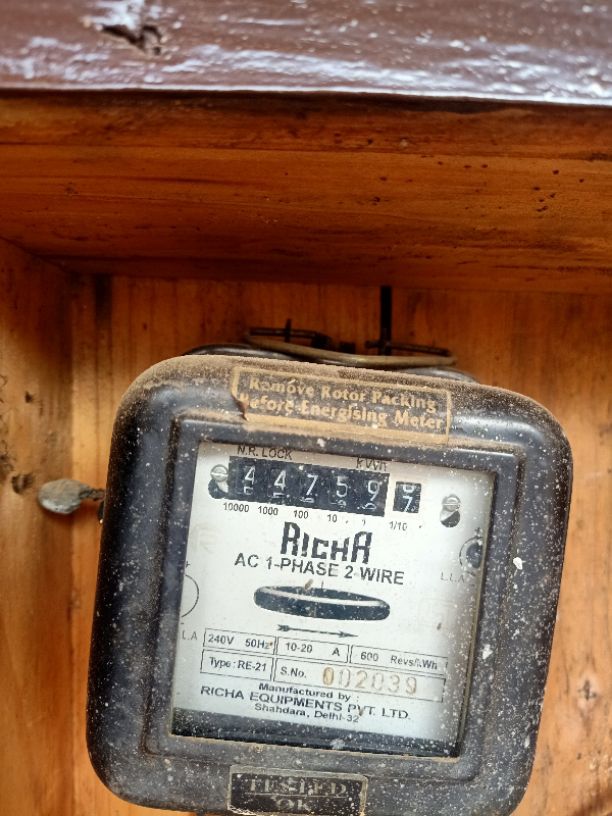 Remove Rotor Packing
Before Energising Meter
N.R. LOCK kWh
4 4 7 5 9
10000 1000 100 10 1 1/10
RICHA
AC 1-PHASE 2-WIRE
L.A
240V 50Hz 10-20 A 600 Revs/kWh
Type: RE-21 S.No. 002039
Manufactured by :
RICHA EQUIPMENTS PVT. LTD.
Shahdara, Delhi-32
TESTED
OK